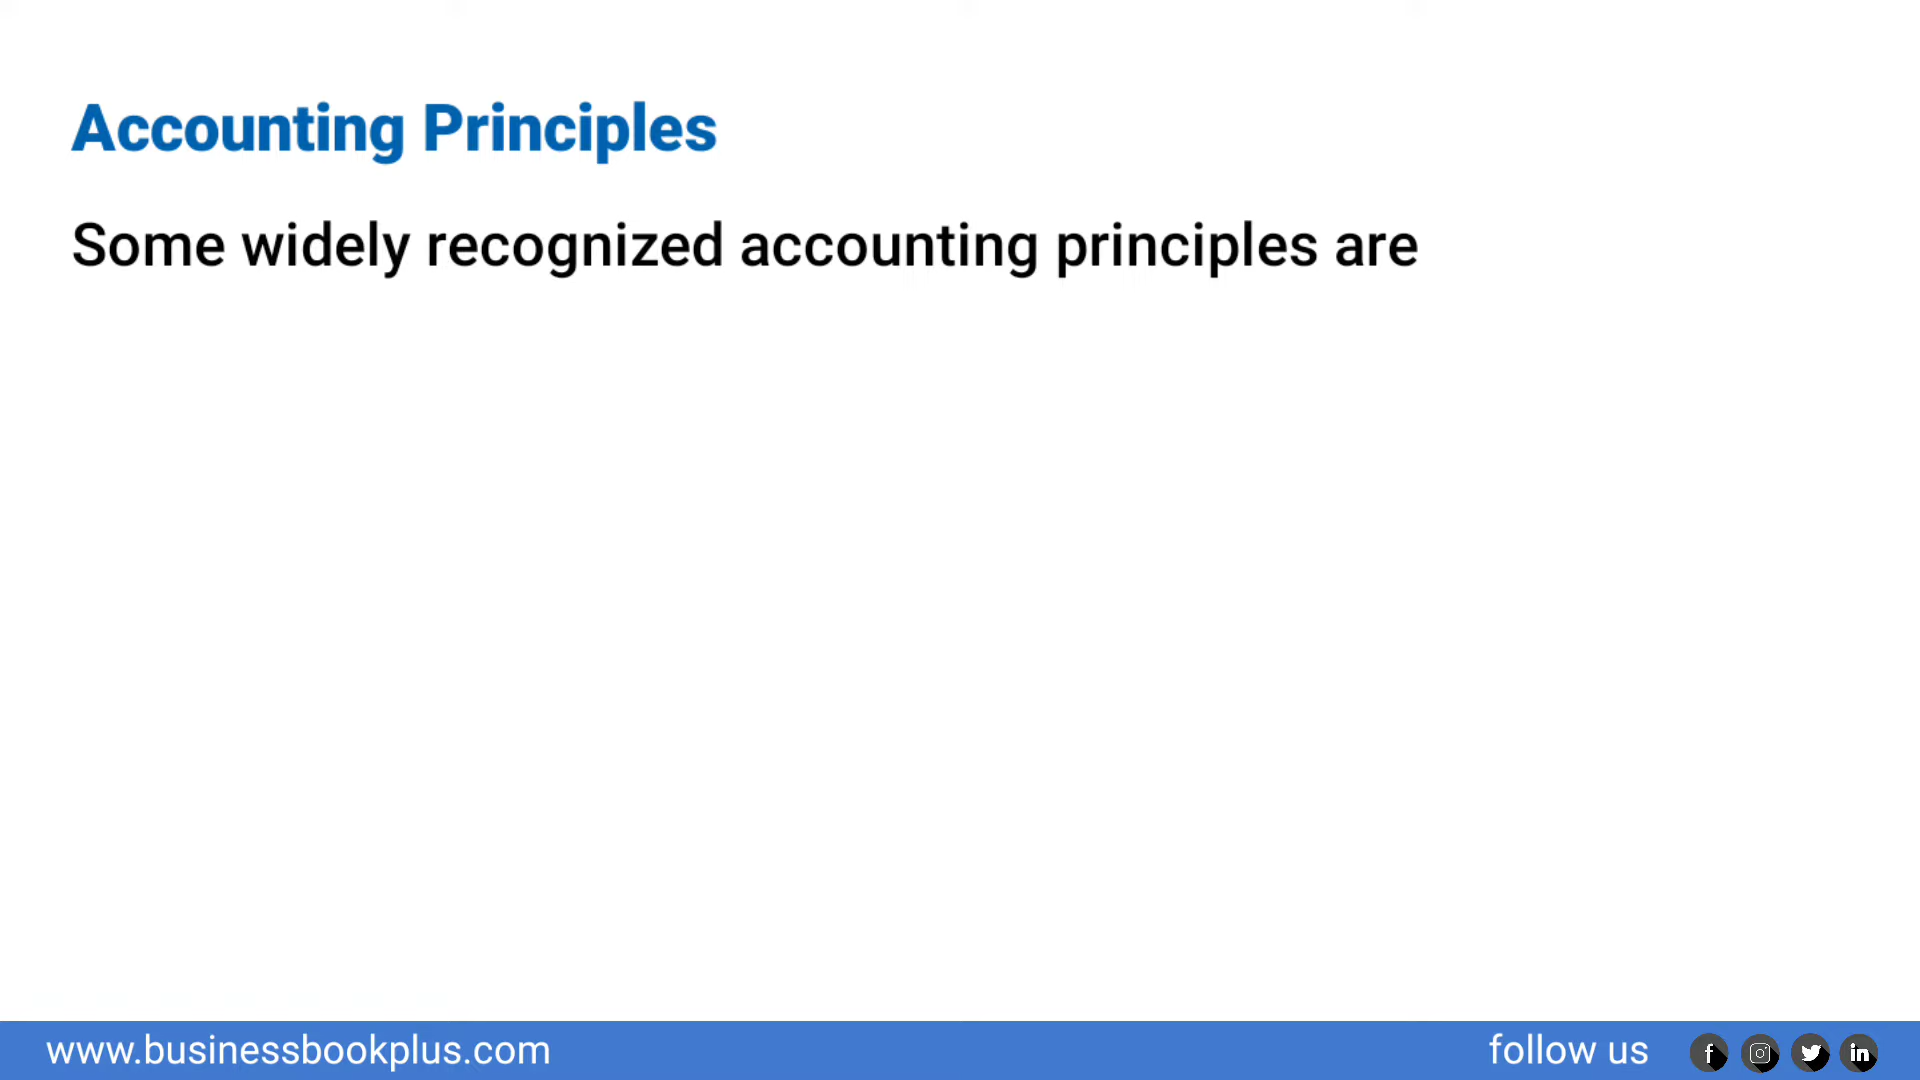 Accounting Principles
Some widely recognized accounting principles are
www.businessbookplus.com
follow us